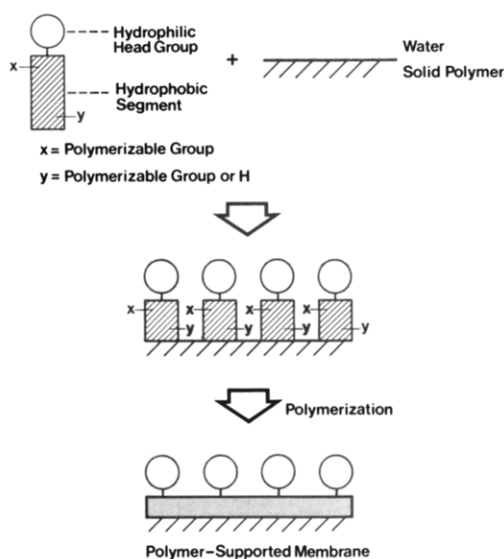 Hydrophilic
Head Group
+
Water
Solid Polymer
x
Hydrophobic
Segment
y
x = Polymerizable Group
y = Polymerizable Group or H
x x x x
y y y y
Polymerization
Polymer-Supported Membrane